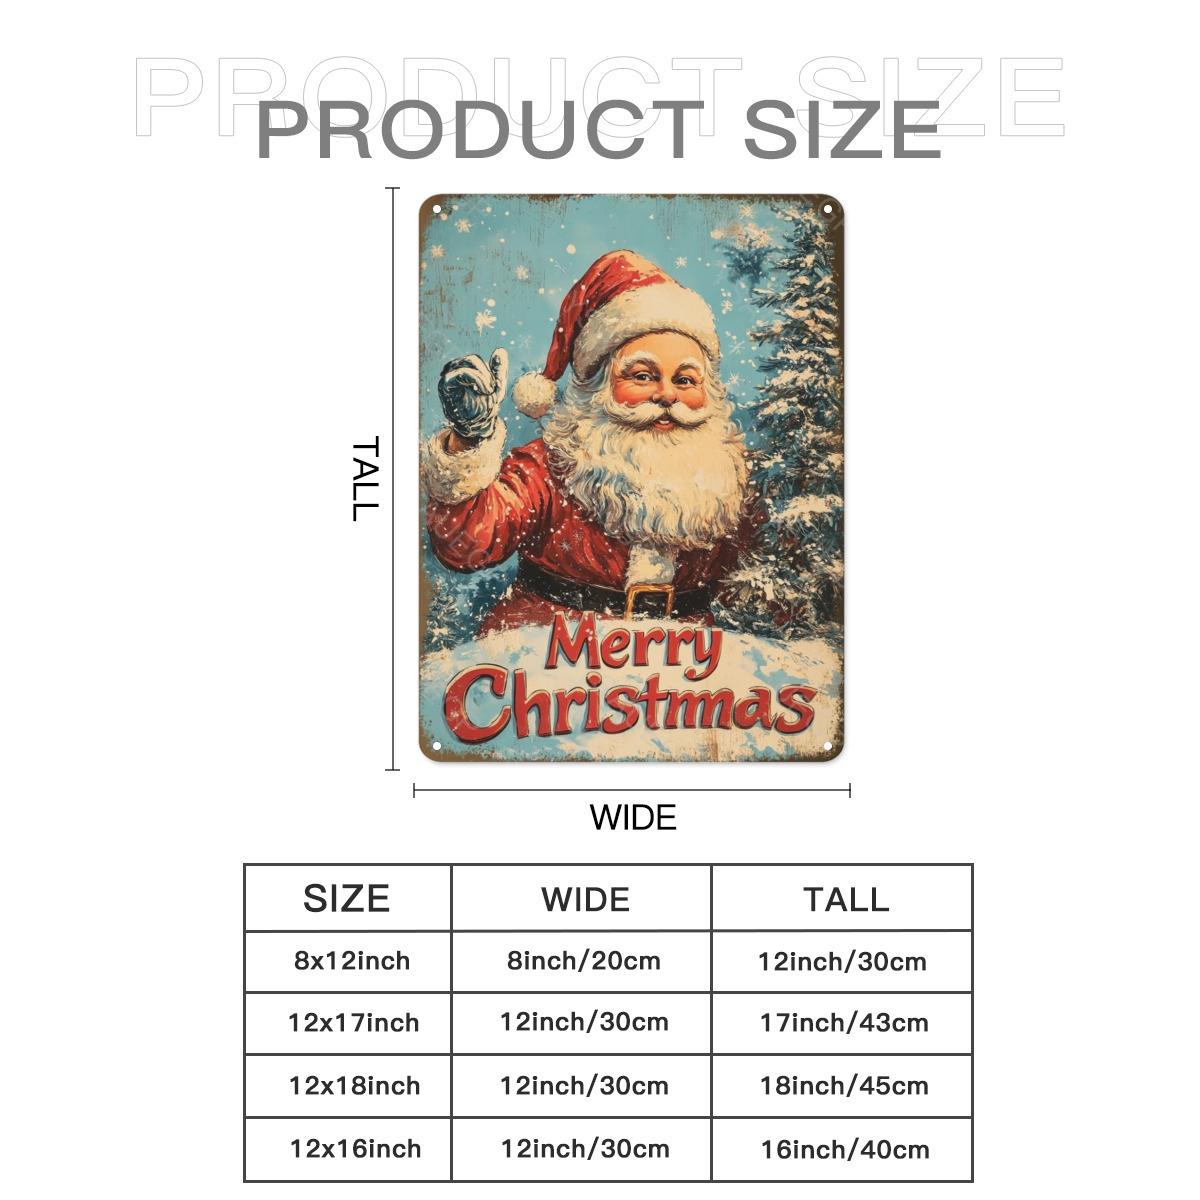 PRODUCT SIZE
PRODUCT SIZE
TALL
Merry
Christmas
WIDE
SIZE WIDE TALL
8x12inch 8inch/20cm 12inch/30cm
12x17inch 12inch/30cm 17inch/43cm
12x18inch 12inch/30cm 18inch/45cm
12x16inch 12inch/30cm 16inch/40cm